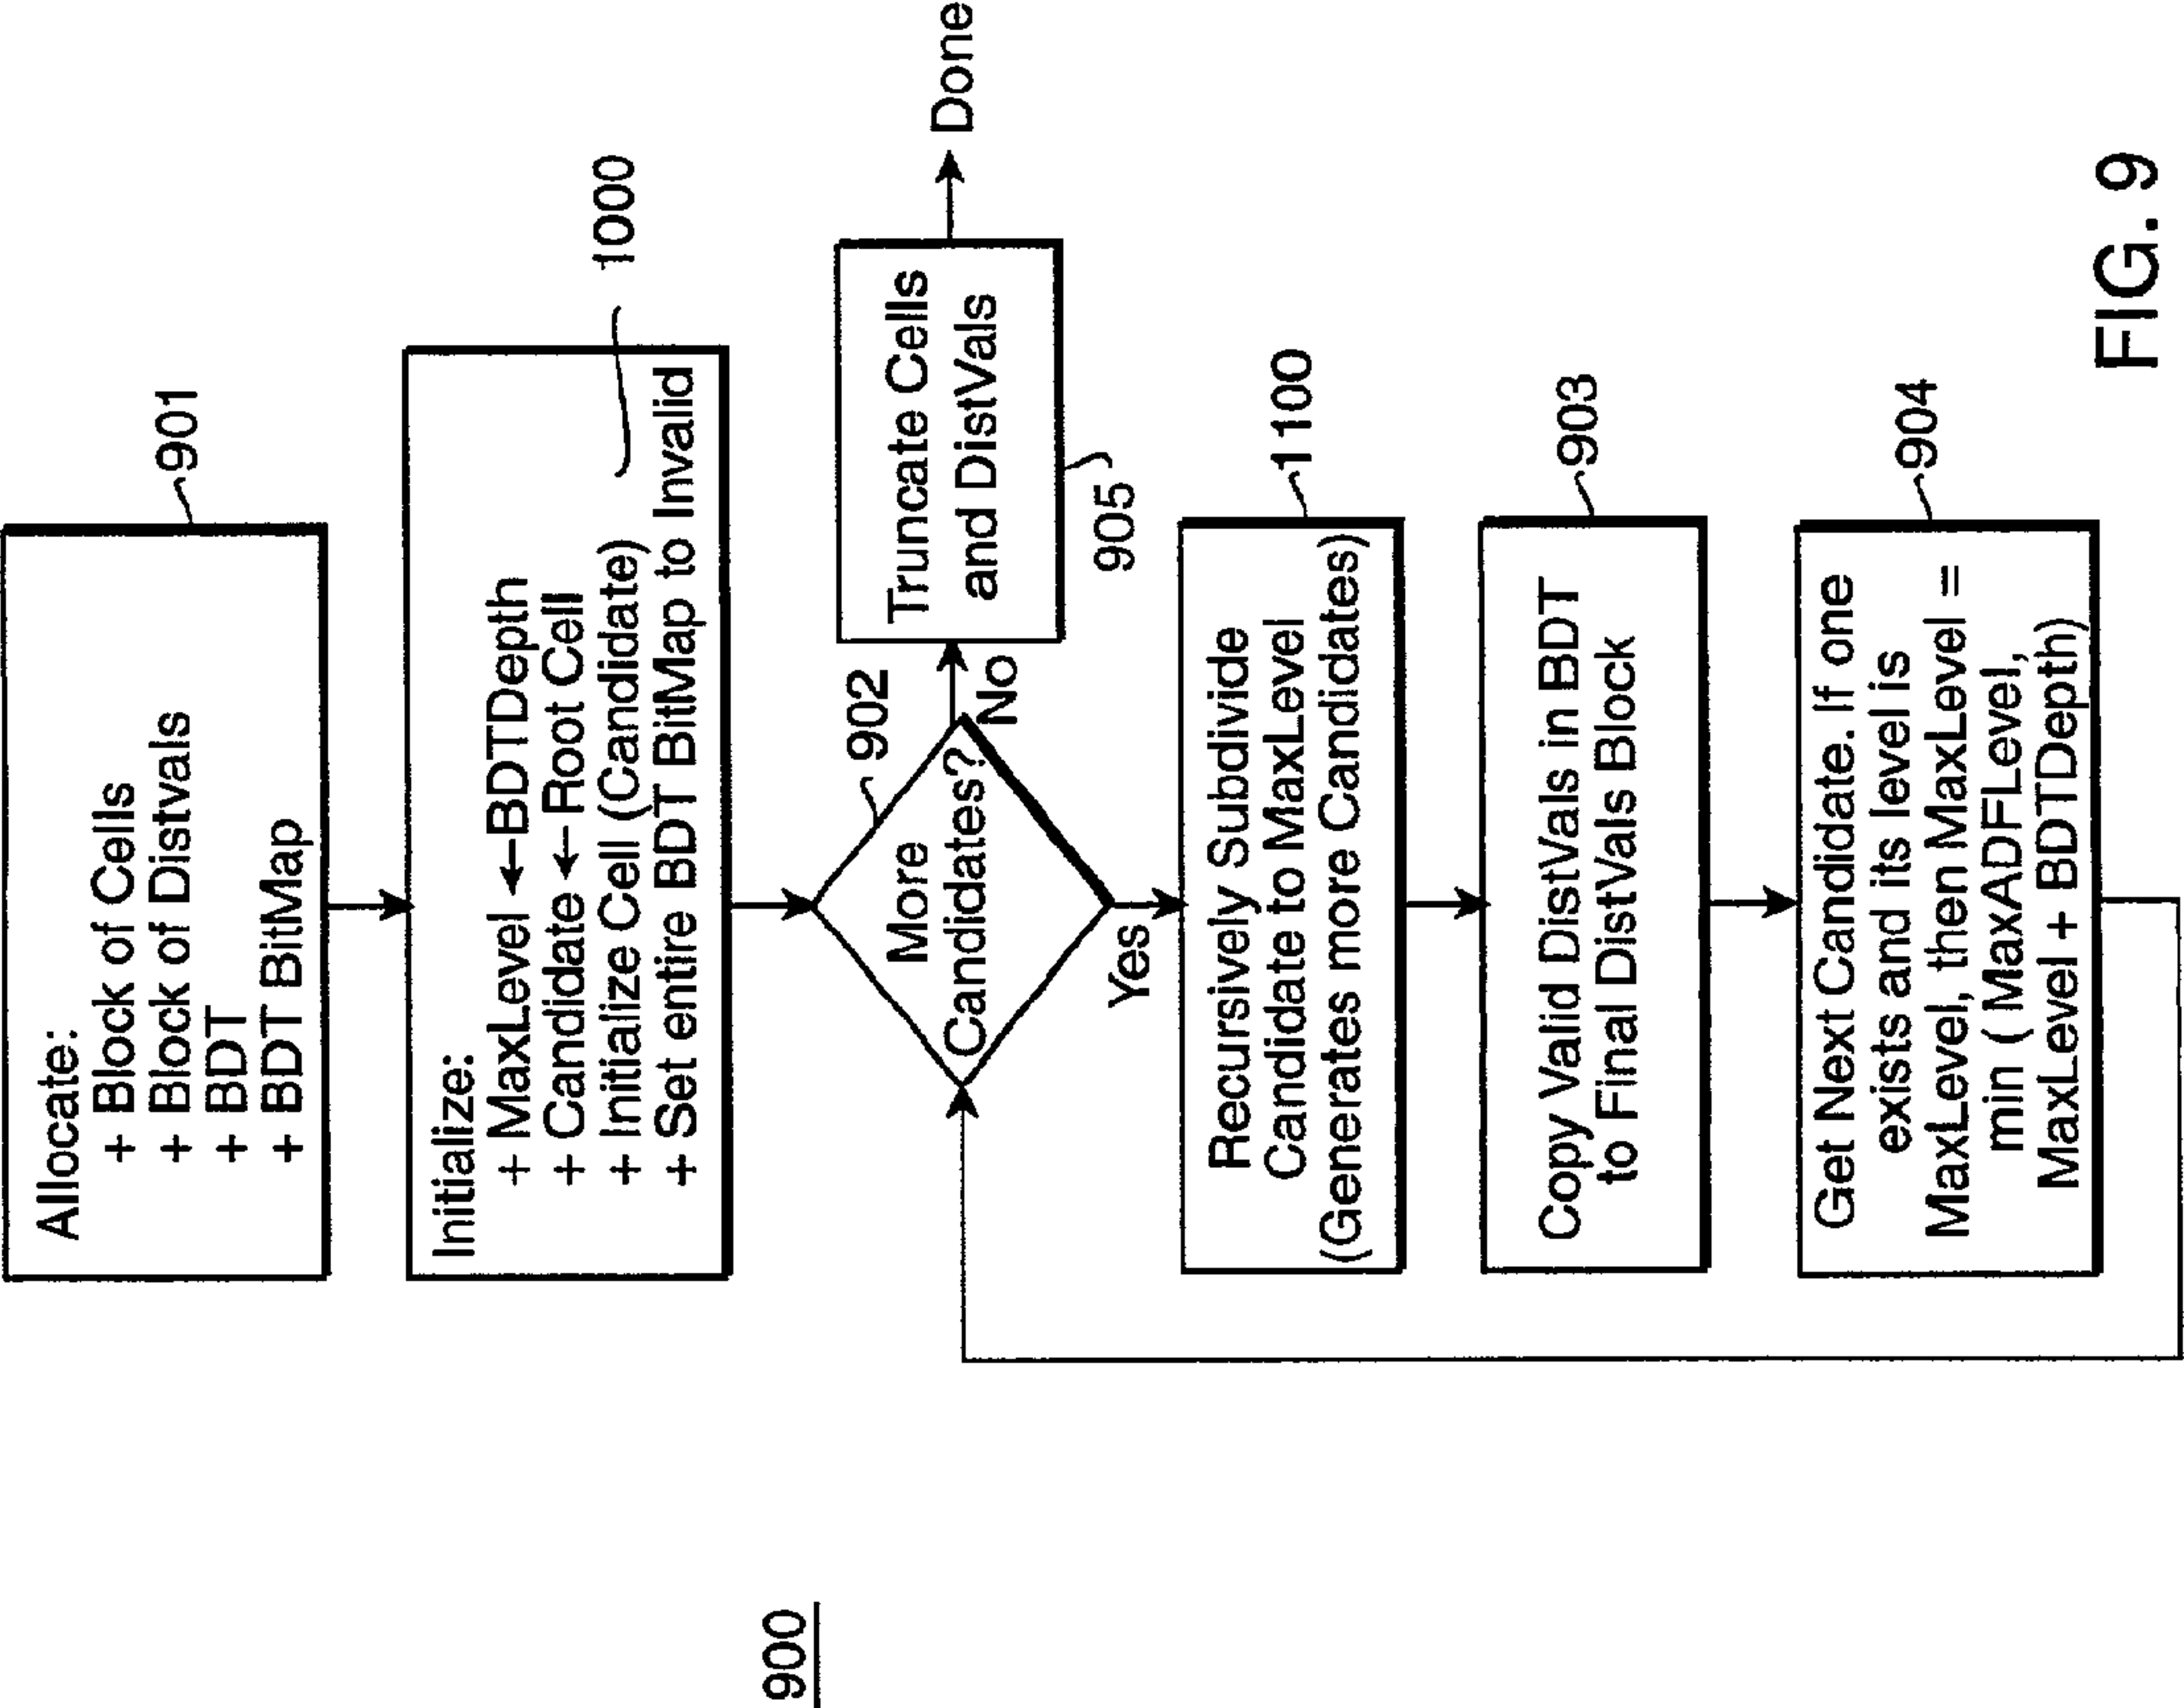 900
Allocate:
+ Block of Cells
+ Block of Distvals
+ BDT
+ BDT BitMap
901
Initialize:
+ MaxLevel ←BDTDepth
+ Candidate ←Root Cell
+ Initialize Cell (Candidate)
+ Set entire BDT BitMap to Invalid
1000
More
Candidates?
902
No
Yes
Truncate Cells
and DistVals
905
Done
Recursively Subdivide
Candidate to MaxLevel
(Generates more Candidates)
1100
Copy Valid DistVals in BDT
to Final DistVals Block
903
Get Next Candidate. If one
exists and its level is
MaxLevel, then MaxLevel =
min ( MaxADFLevel,
MaxLevel + BDTDepth)
904
FIG. 9